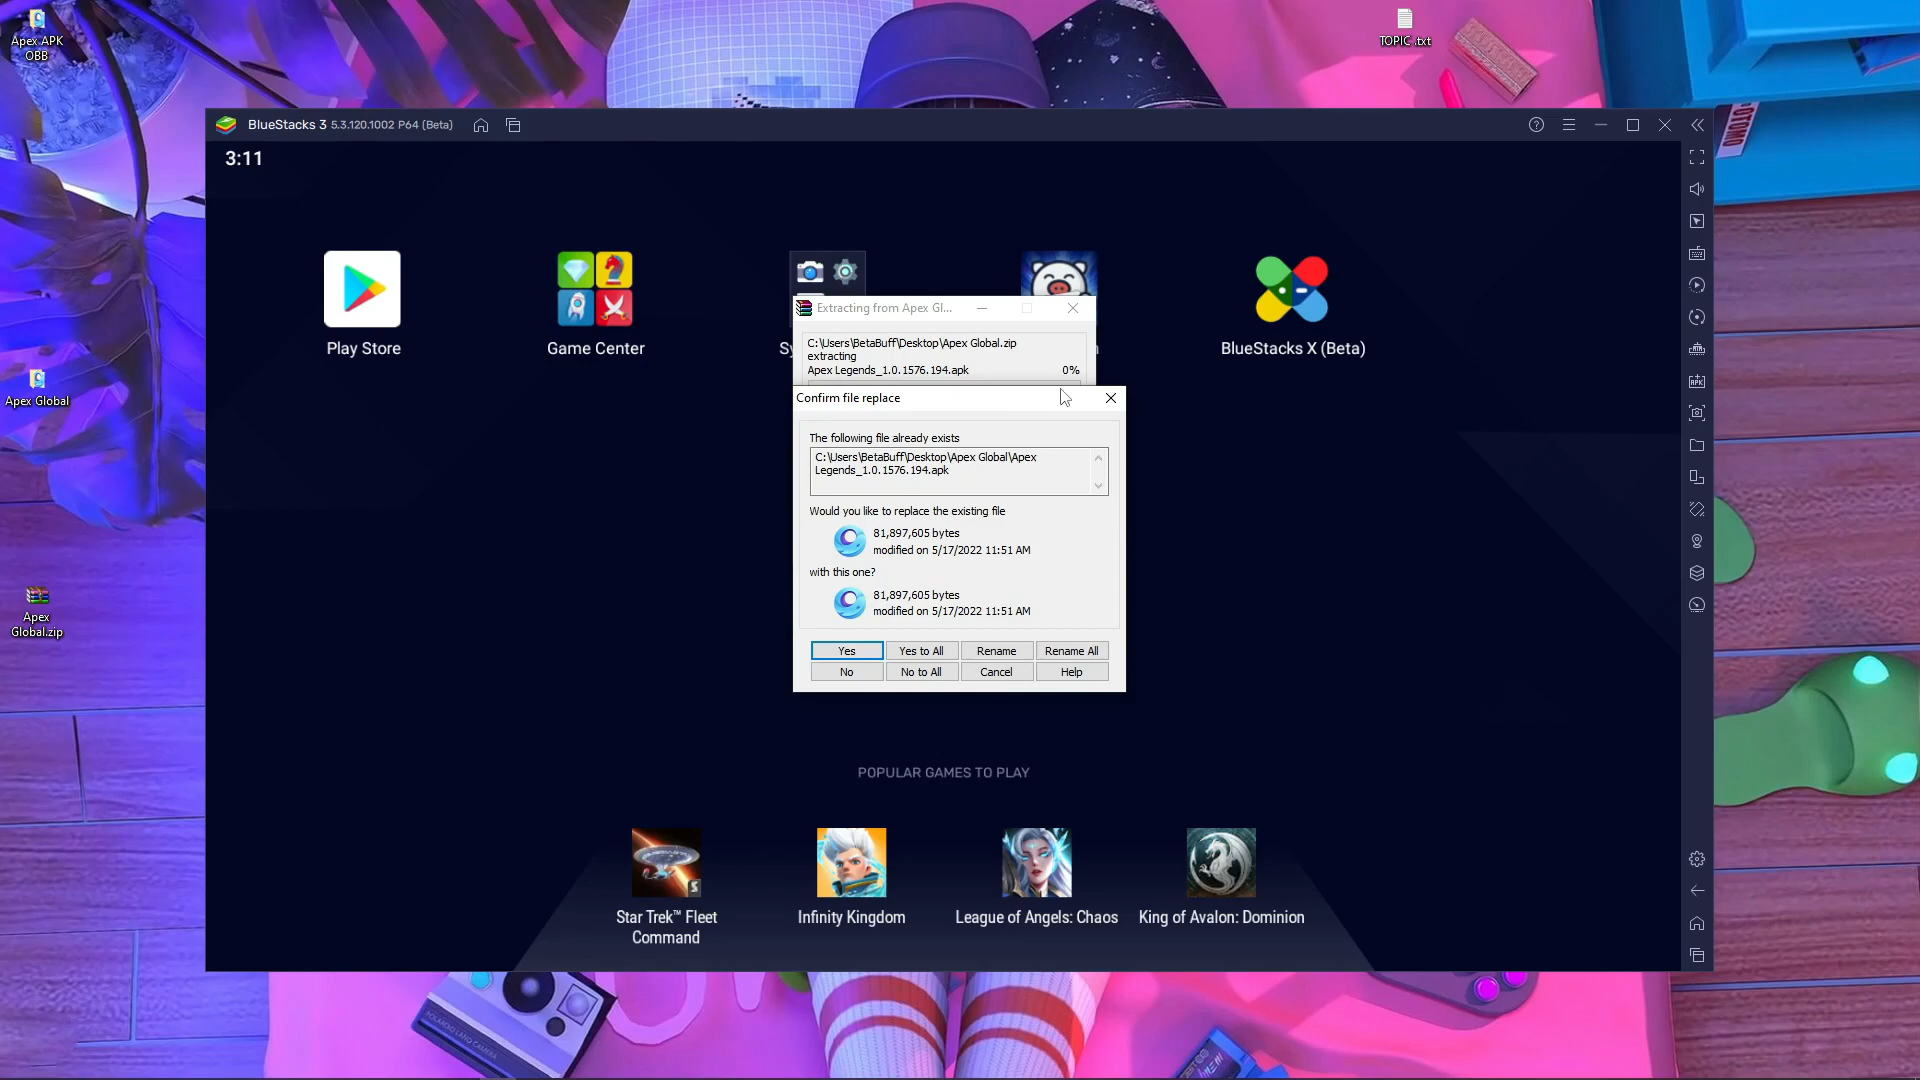 Apex APK
OBB
TOPIC .txt
BlueStacks 3 5.3.120.1002 P64 (Beta)
3:11
OTOMO
Play Store
Game Center
Sy
BlueStacks X (Beta)
Extracting from Apex Gl...
C:\Users\BetaBuff\Desktop\Apex Global.zip
extracting
Apex Legends_1.0.1576.194.apk 0%
Confirm file replace
The following file already exists
C:\Users\BetaBuff\Desktop\Apex Global\Apex
Legends_1.0.1576.194.apk
Would you like to replace the existing file
81,897,605 bytes
modified on 5/17/2022 11:51 AM
with this one?
81,897,605 bytes
modified on 5/17/2022 11:51 AM
Yes Yes to All Rename Rename All
No No to All Cancel Help
Apex Global
Apex
Global.zip
APK
POPULAR GAMES TO PLAY
S
Star Trek™ Fleet
Command
Infinity Kingdom
League of Angels: Chaos
King of Avalon: Dominion
POLAROID LAND CAMERA